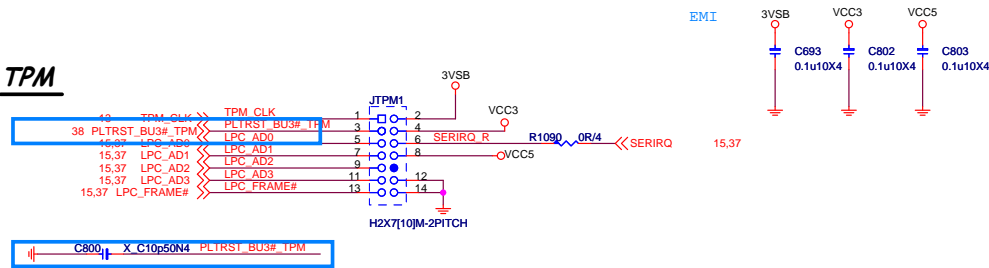 EMI
3VSB VCC3 VCC5
C693 C802 C803
0.1u10X4 0.1u10X4 0.1u10X4
TPM
3VSB
JTPM1
VCC3
13 TPM_CLK TPM_CLK 1 2
38 PLTRST_BU3#_TPM PLTRST_BU3#_TPM 3 4
15,37 LPC_AD0 LPC_AD0 5 6 SERIRQ_R R1090 0R/4 SERIRQ 15,37
15,37 LPC_AD1 LPC_AD1 7 8 VCC5
15,37 LPC_AD2 LPC_AD2 9
15,37 LPC_AD3 LPC_AD3 11 12
15,37 LPC_FRAME# LPC_FRAME# 13 14
H2X7[10]M-2PITCH
C800 X_C10p50N4 PLTRST_BU3#_TPM